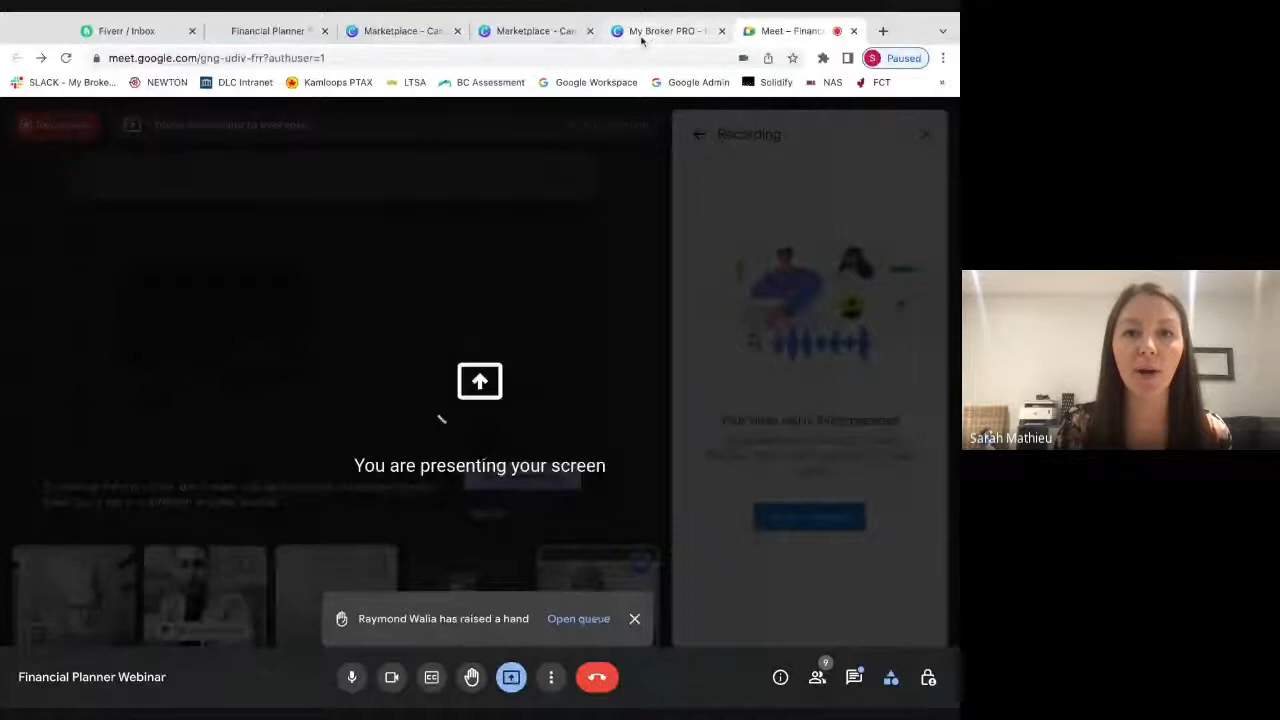 Fiverr / Inbox
Financial Planner
Marketplace - Can
Marketplace - Can
My Broker PRO -
Meet – Financ
meet.google.com/gng-udiv-frr?authuser=1
S Paused
SLACK - My Broke...
NEWTON
DLC Intranet
Kamloops PTAX
LTSA
BC Assessment
Google Workspace
Google Admin
Solidify
NAS
FCT
»
Recording
You are presenting your screen
Sarah Mathieu
Raymond Walia has raised a hand
Open queue
9
Financial Planner Webinar